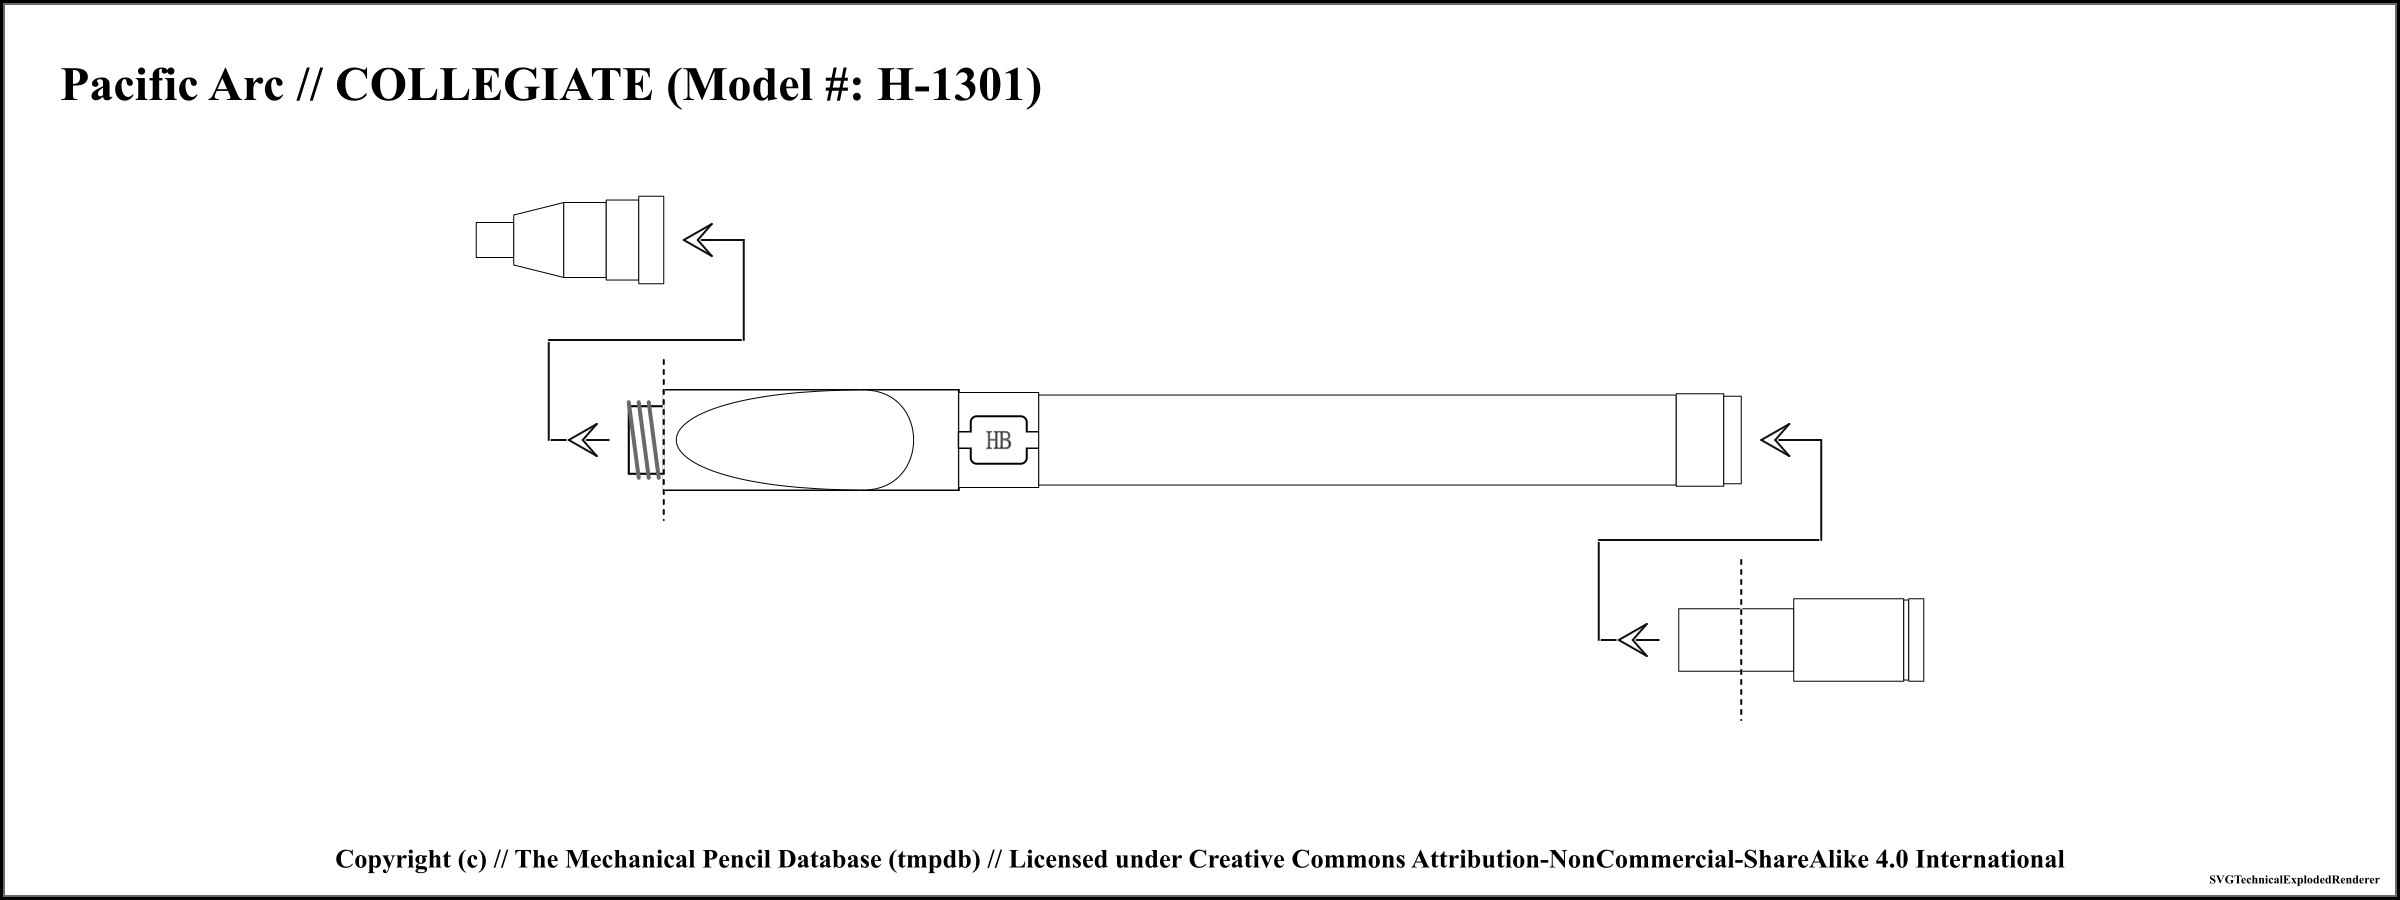 Pacific Arc // COLLEGIATE (Model #: H-1301)
HB
Copyright (c) // The Mechanical Pencil Database (tmpdb) // Licensed under Creative Commons Attribution-NonCommercial-ShareAlike 4.0 International
SVGTechnicalExplodedRenderer